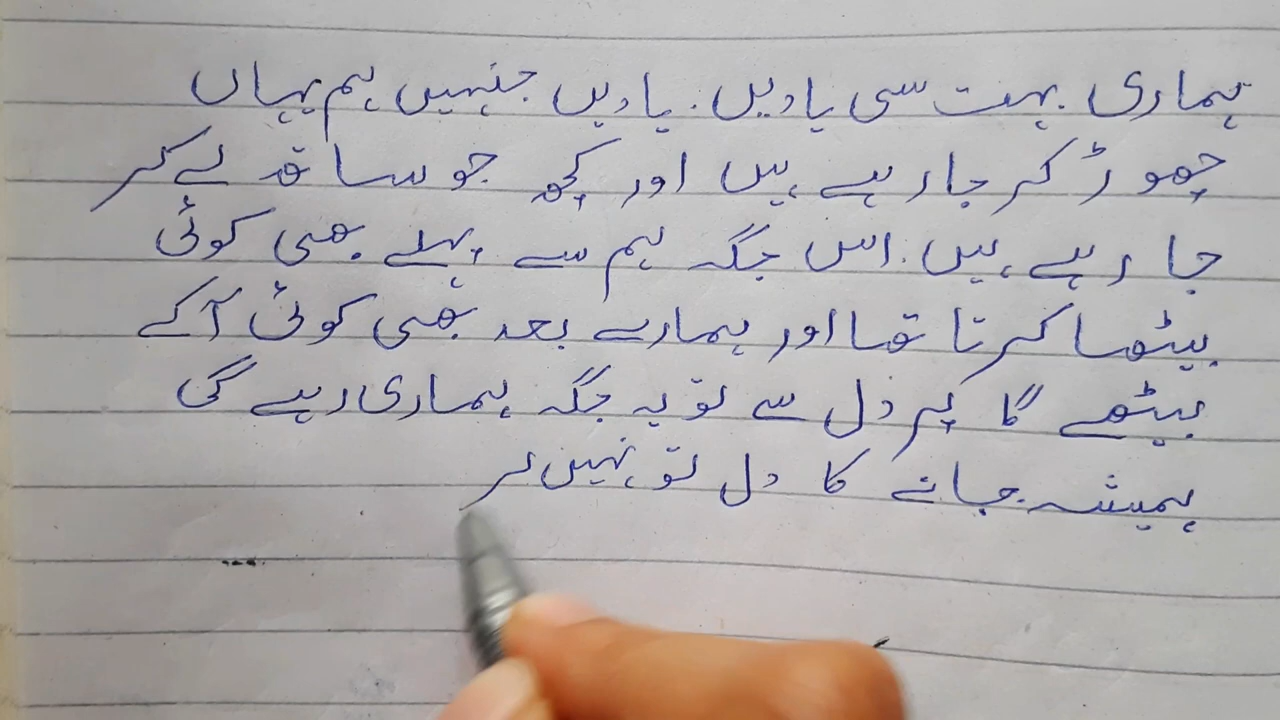 ہماری بہت سی یادیں۔ یادیں جنہیں ہم یہاں
چھوڑ کر جا رہے ہیں اور کچھ جو ساتھ لے کر
جا رہے ہیں۔ اس جگہ ہم سے پہلے بھی کوئی
بیٹھا کرتا تھا اور ہمارے بعد بھی کوئی آکے
بیٹھے گا پر دل سے تو یہ جگہ ہماری رہے گی
ہمیشہ۔ جانے کا دل تو نہیں